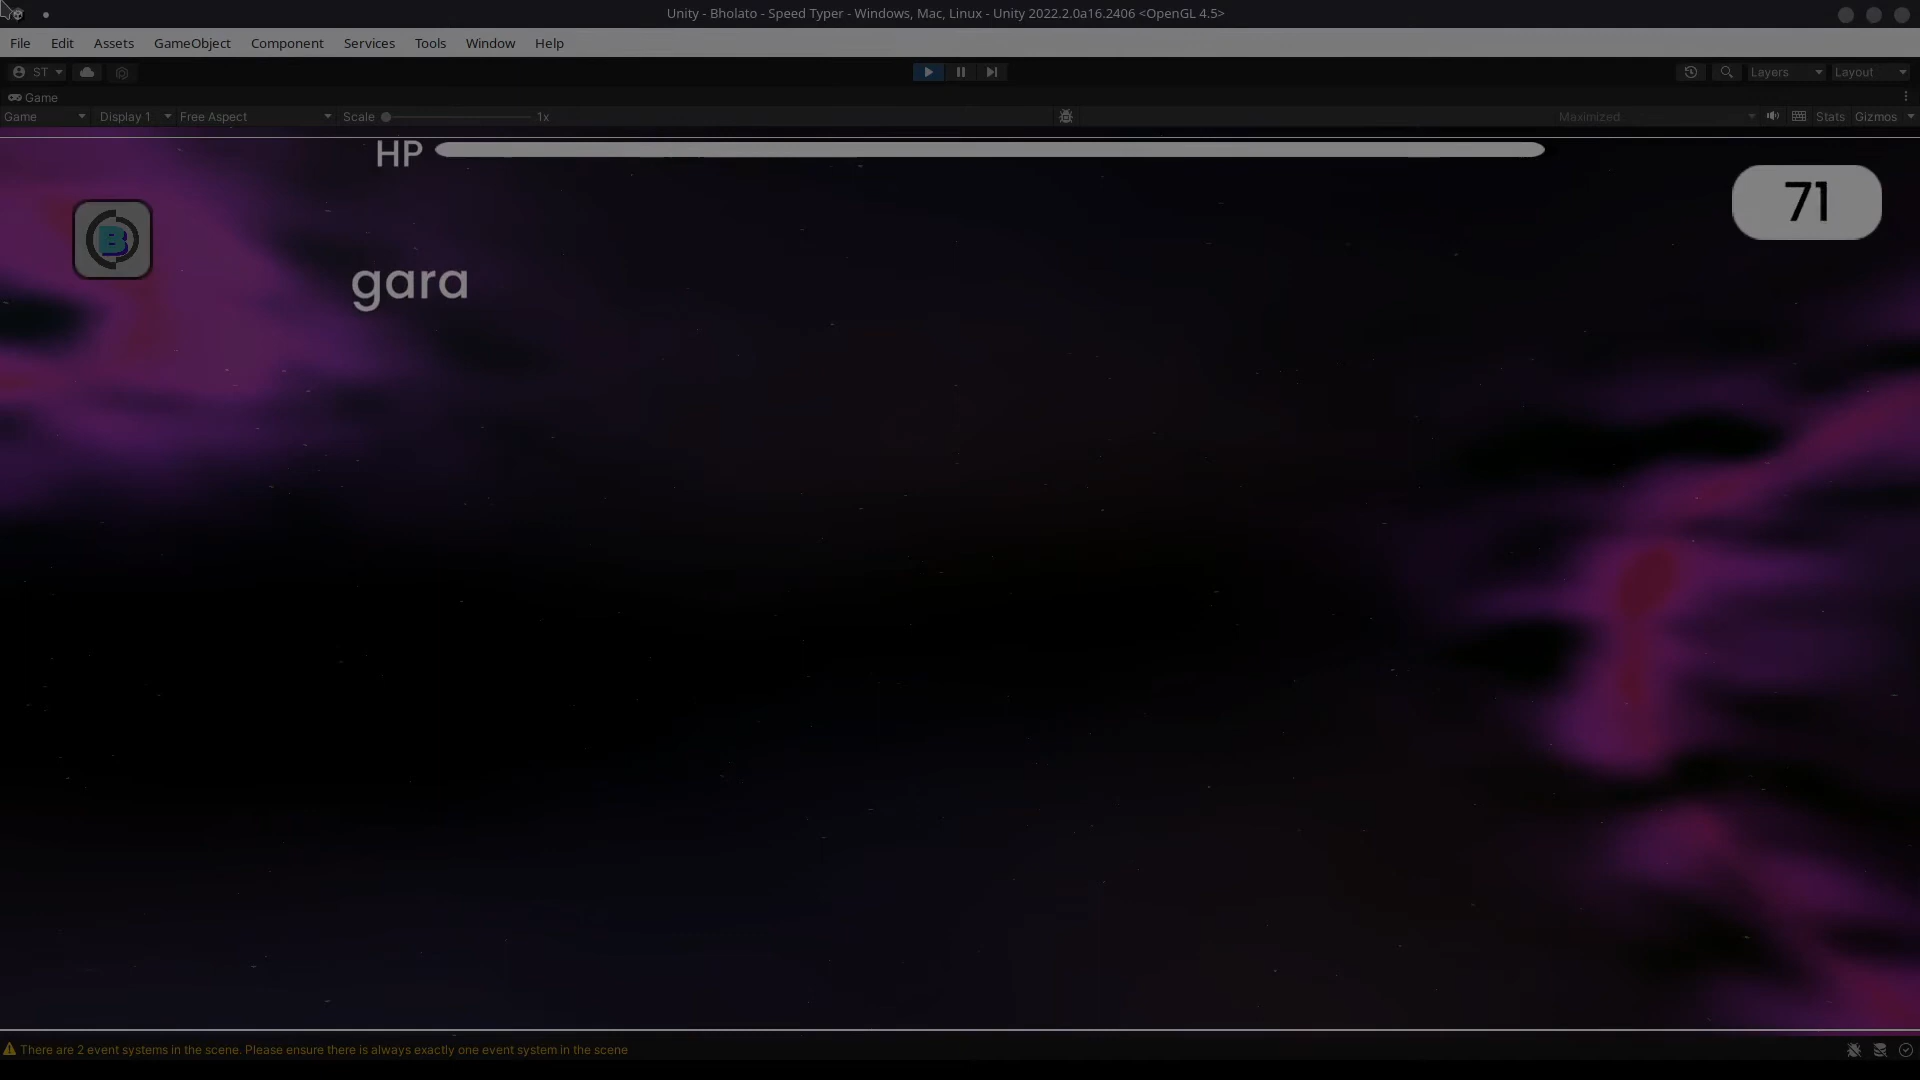 Unity - Bholato - Speed Typer - Windows, Mac, Linux - Unity 2022.2.0a16.2406 <OpenGL 4.5>
File Edit Assets GameObject Component Services Tools Window Help
ST Layers Layout
Game
Game Display 1 Free Aspect Scale 1x Maximized Stats Gizmos
HP
71
B
gara
There are 2 event systems in the scene. Please ensure there is always exactly one event system in the scene